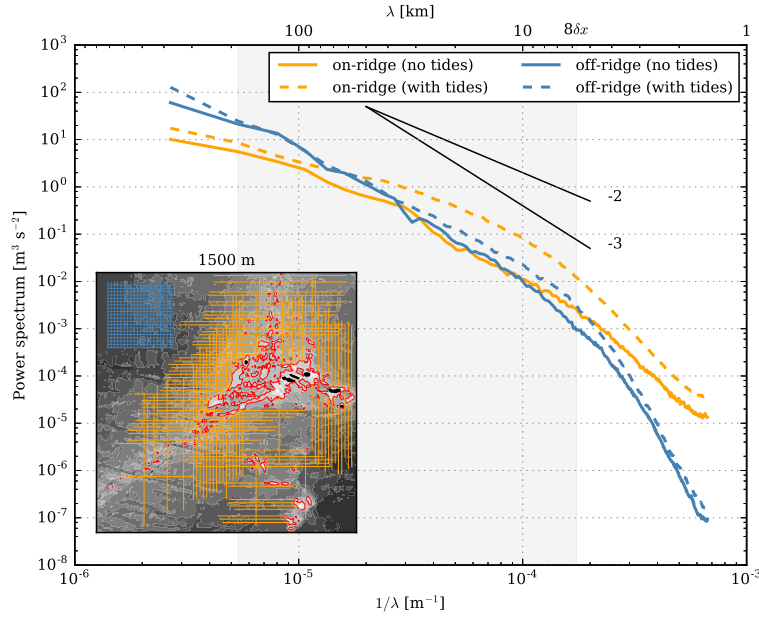 λ [km]
100 10 8δx 1
on-ridge (no tides) off-ridge (no tides)
on-ridge (with tides) off-ridge (with tides)
10³
10²
10¹
10⁰
10⁻¹
10⁻²
10⁻³
10⁻⁴
10⁻⁵
10⁻⁶
10⁻⁷
10⁻⁸
Power spectrum [m³ s⁻²]
-2
-3
1500 m
10⁻⁶ 10⁻⁵ 10⁻⁴ 10⁻³
1/λ [m⁻¹]